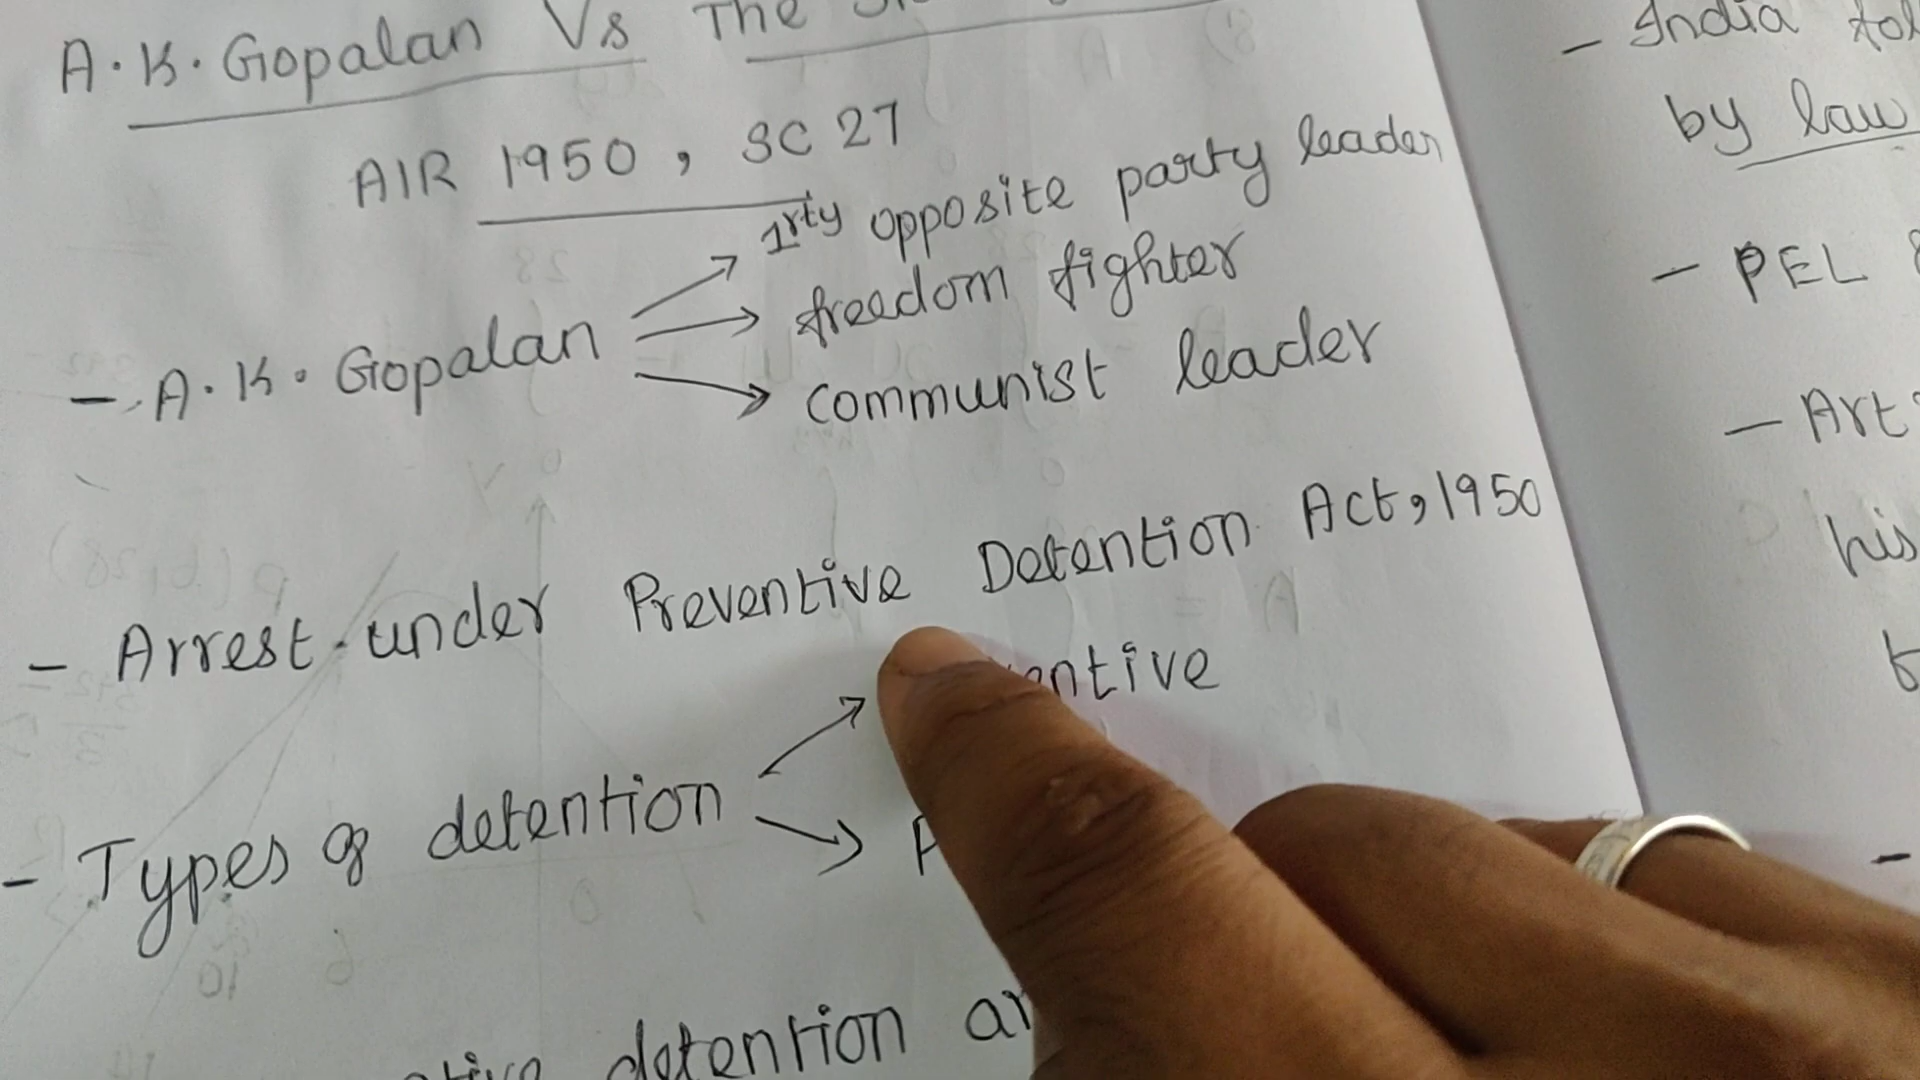 A.K. Gopalan Vs The
AIR 1950, SC 27
- A.K. Gopalan → 1rty opposite party leader
→ freedom fighter
→ communist leader
- Arrest under Preventive Detention Act, 1950
- Types of detention → entive
→ P
detention
- India
by law
- PEL
- Art
his